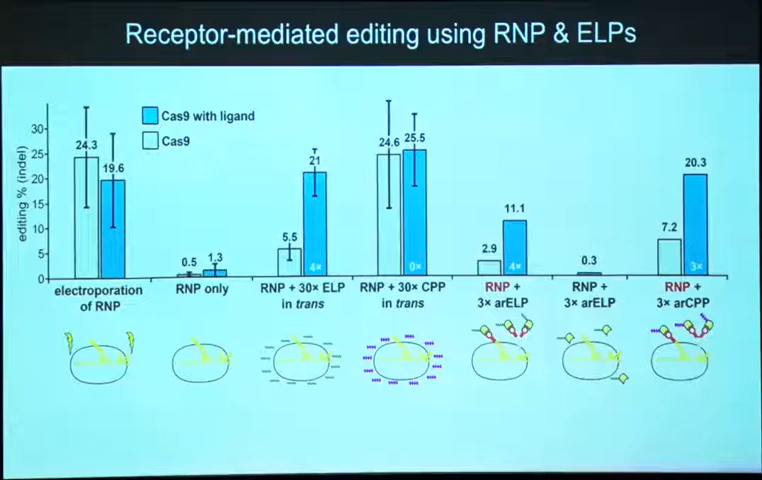 Receptor-mediated editing using RNP & ELPs
Cas9 with ligand
Cas9
editing % (indel)
30
25
20
15
10
5
0
24.3
19.6
0.5
1.3
5.5
21
4×
24.6
25.5
0×
2.9
11.1
4×
0.3
7.2
20.3
3×
electroporation
of RNP
RNP only
RNP + 30× ELP
in trans
RNP + 30× CPP
in trans
RNP +
3× arELP
RNP +
3× arELP
RNP +
3× arCPP